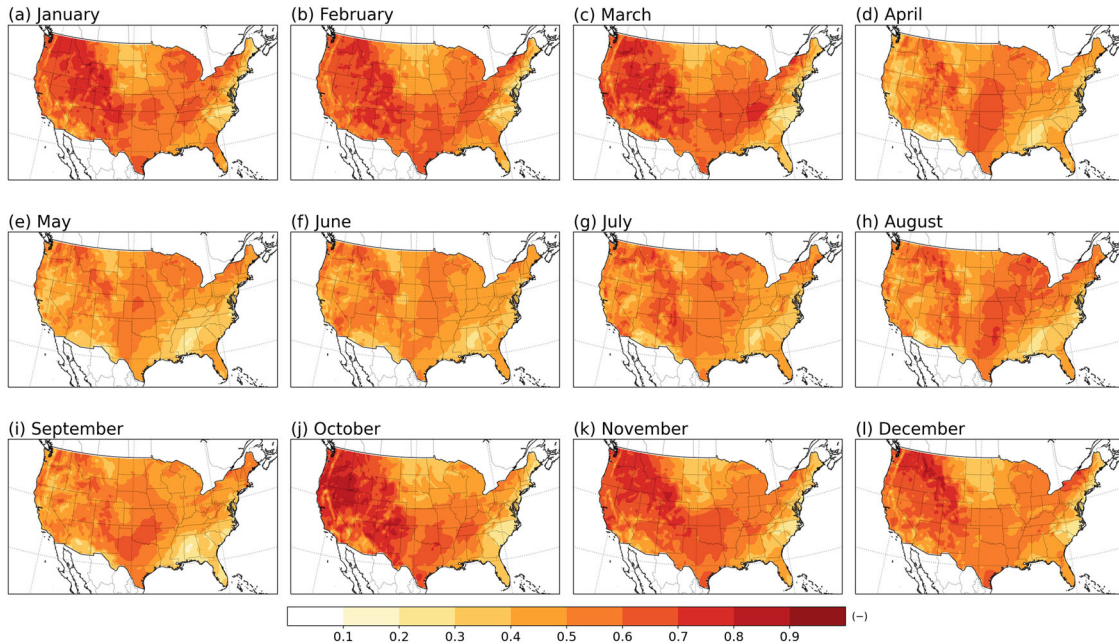 (a) January (b) February (c) March (d) April
(e) May (f) June (g) July (h) August
(i) September (j) October (k) November (l) December
0.1 0.2 0.3 0.4 0.5 0.6 0.7 0.8 0.9 (−)